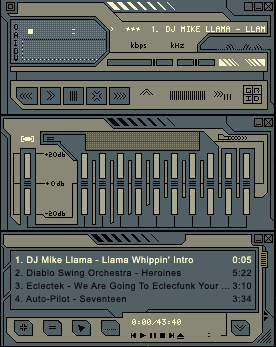 *** 1. DJ MIKE LLAMA - LLAM
kbps kHz
GRID
+20db
+0db
-20db
1. DJ Mike Llama - Llama Whippin' Intro 0:05
2. Diablo Swing Orchestra - Heroines 5:22
3. Eclectek - We Are Going To Eclecfunk Your ... 3:10
4. Auto-Pilot - Seventeen 3:34
0:00/43:40